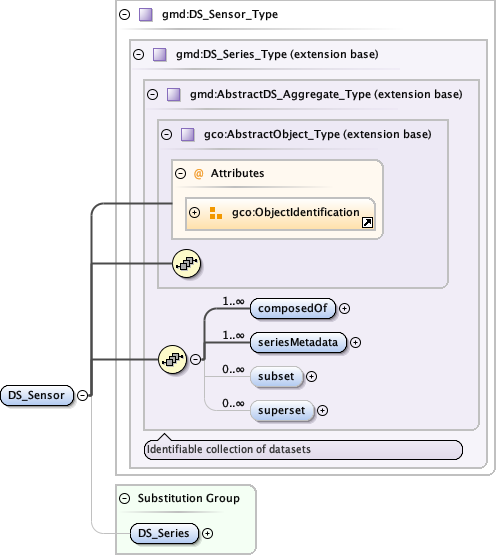 gmd:DS_Sensor_Type
gmd:DS_Series_Type (extension base)
gmd:AbstractDS_Aggregate_Type (extension base)
gco:AbstractObject_Type (extension base)
@ Attributes
gco:ObjectIdentification
1..∞
composedOf
1..∞
seriesMetadata
0..∞
subset
0..∞
superset
DS_Sensor
Identifiable collection of datasets
Substitution Group
DS_Series